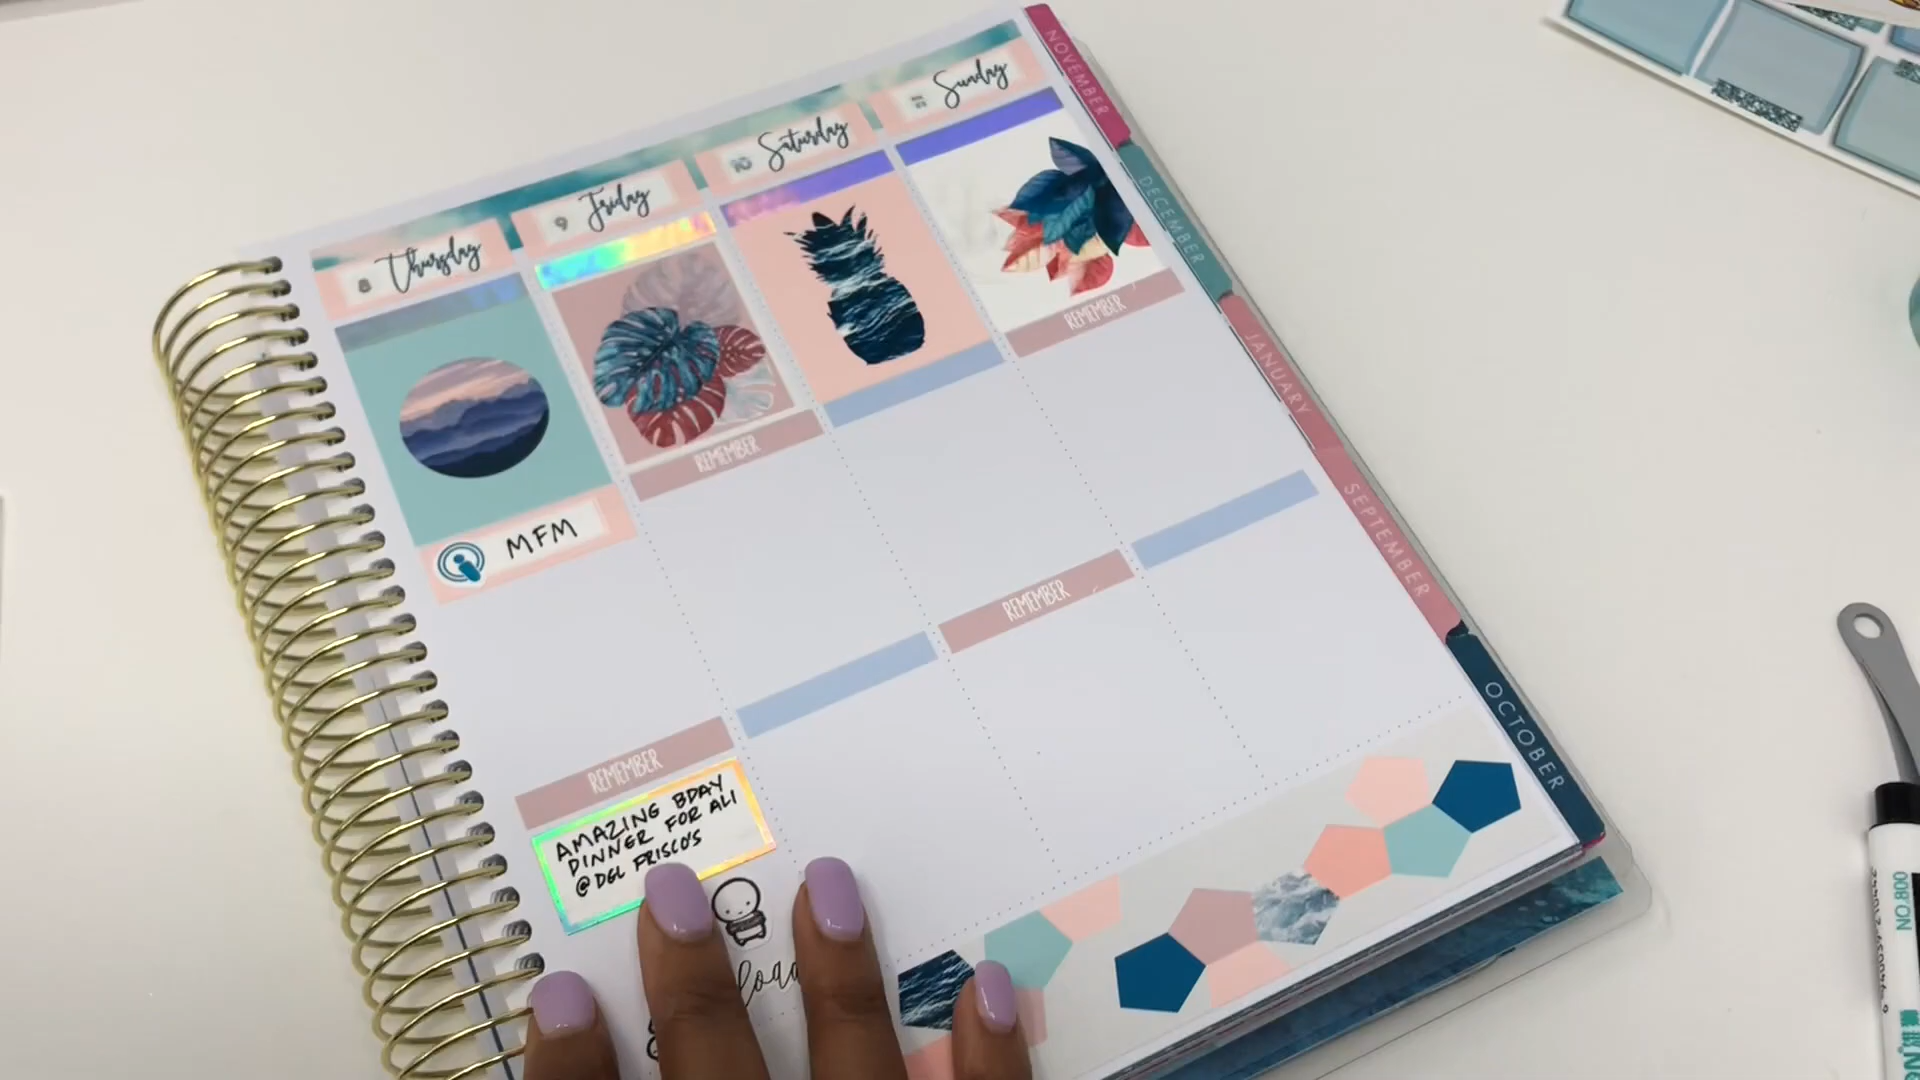 8 Thursday
9 Friday
10 Saturday
11 Sunday
REMEMBER
REMEMBER
MFM
REMEMBER
REMEMBER
AMAZING BDAY
DINNER FOR ALI
@DGL FRISCO'S
NOVEMBER
DECEMBER
JANUARY
SEPTEMBER
OCTOBER
NO.800